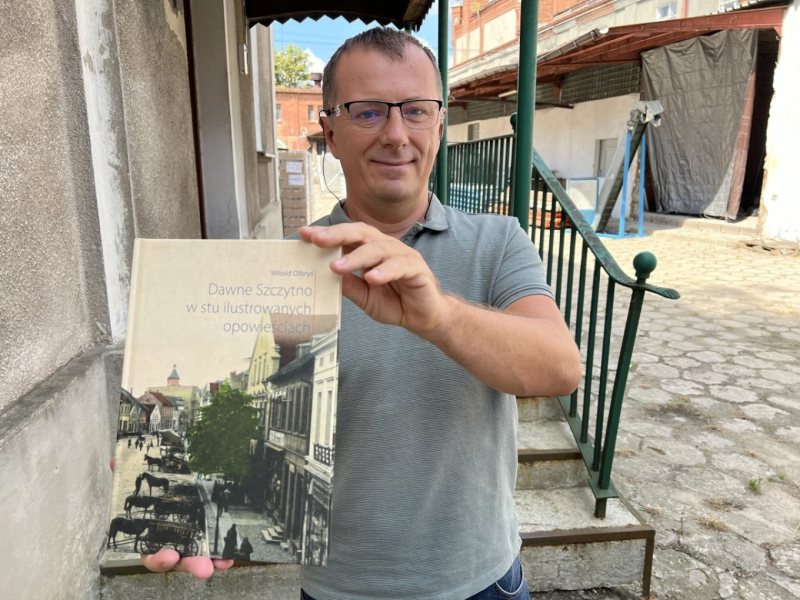 Witold Olbryś
Dawne Szczytno
w stu ilustrowanych
opowieściach